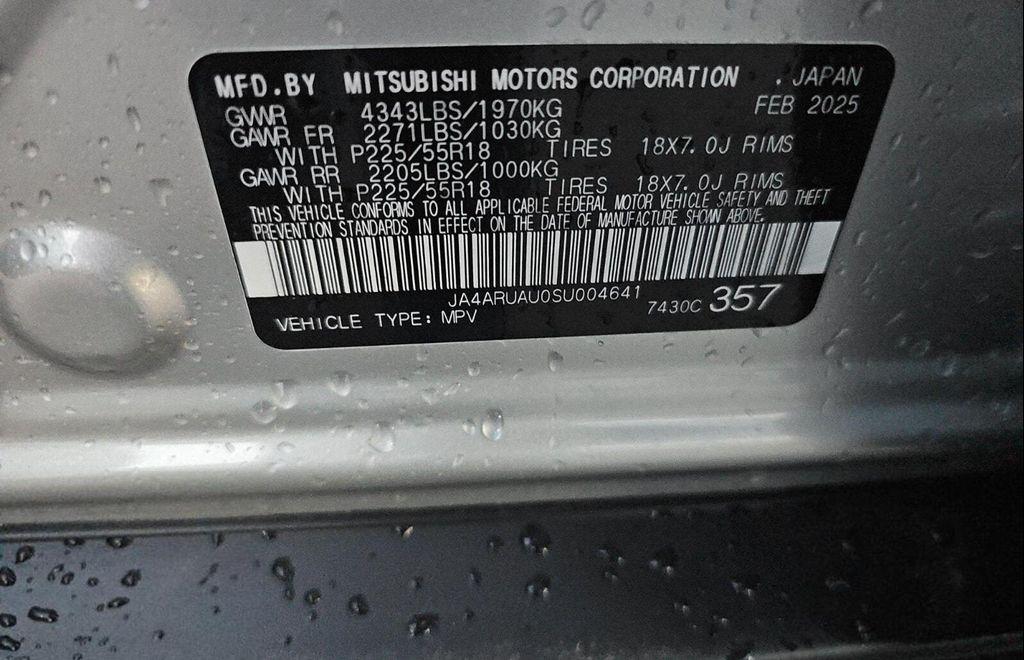 MFD.BY MITSUBISHI MOTORS CORPORATION . JAPAN
GVWR 4343LBS/1970KG FEB 2025
GAWR FR 2271LBS/1030KG
WITH P225/55R18 TIRES 18X7.0J RIMS
GAWR RR 2205LBS/1000KG
WITH P225/55R18 TIRES 18X7.0J RIMS
THIS VEHICLE CONFORMS TO ALL APPLICABLE FEDERAL MOTOR VEHICLE SAFETY AND THEFT
PREVENTION STANDARDS IN EFFECT ON THE DATE OF MANUFACTURE SHOWN ABOVE.
JA4ARUAU0SU004641
VEHICLE TYPE: MPV 7430C 357